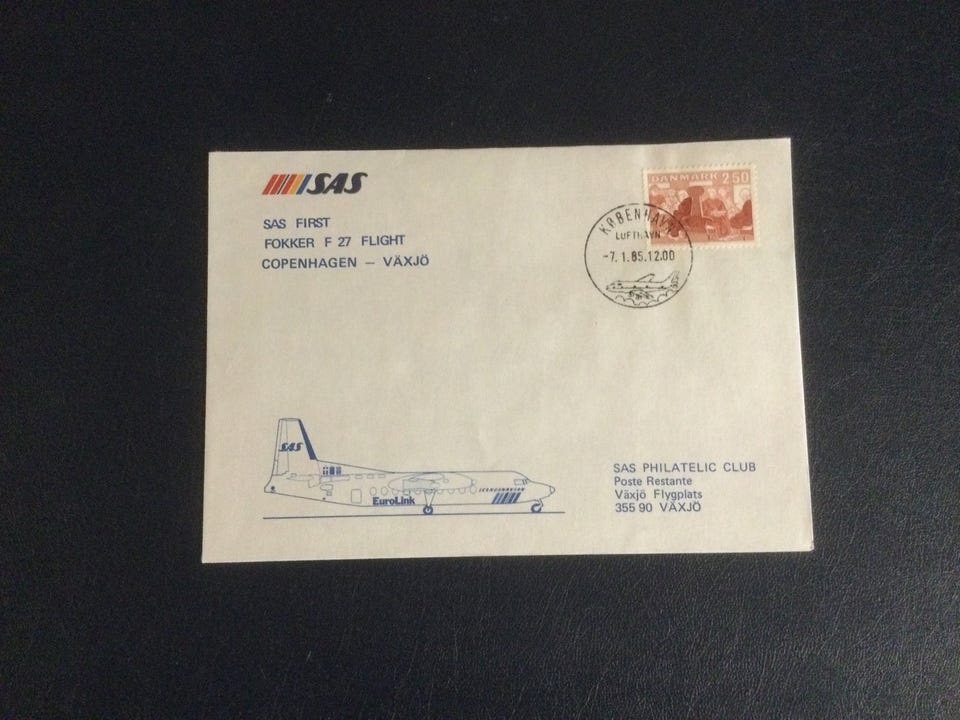 SAS
SAS FIRST
FOKKER F 27 FLIGHT
COPENHAGEN – VÄXJÖ
DANMARK 2.50
KØBENHAVN
LUFTHAVN
-7.1.85.12.00
SAS
EuroLink
SCANDINAVIAN
SAS PHILATELIC CLUB
Poste Restante
Växjö Flygplats
355 90 VÄXJÖ